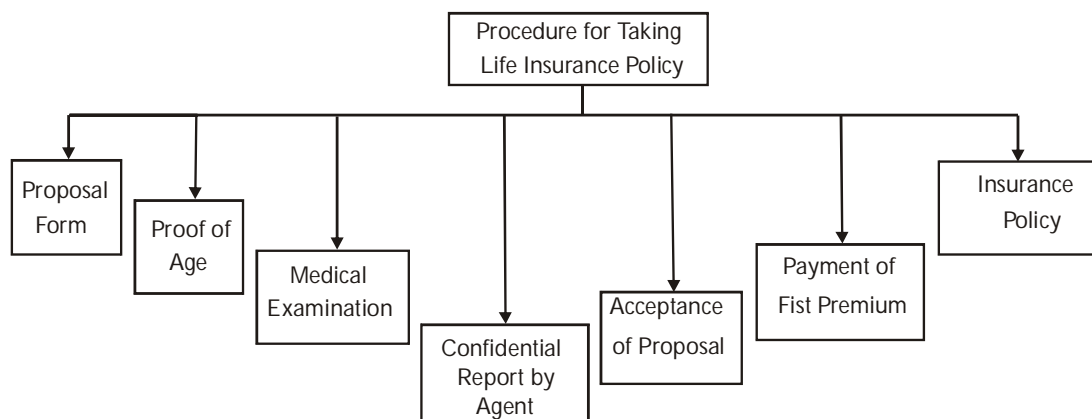 Procedure for Taking
Life Insurance Policy
Proposal
Form
Proof of
Age
Medical
Examination
Confidential
Report by
Agent
Acceptance
of Proposal
Payment of
Fist Premium
Insurance
Policy